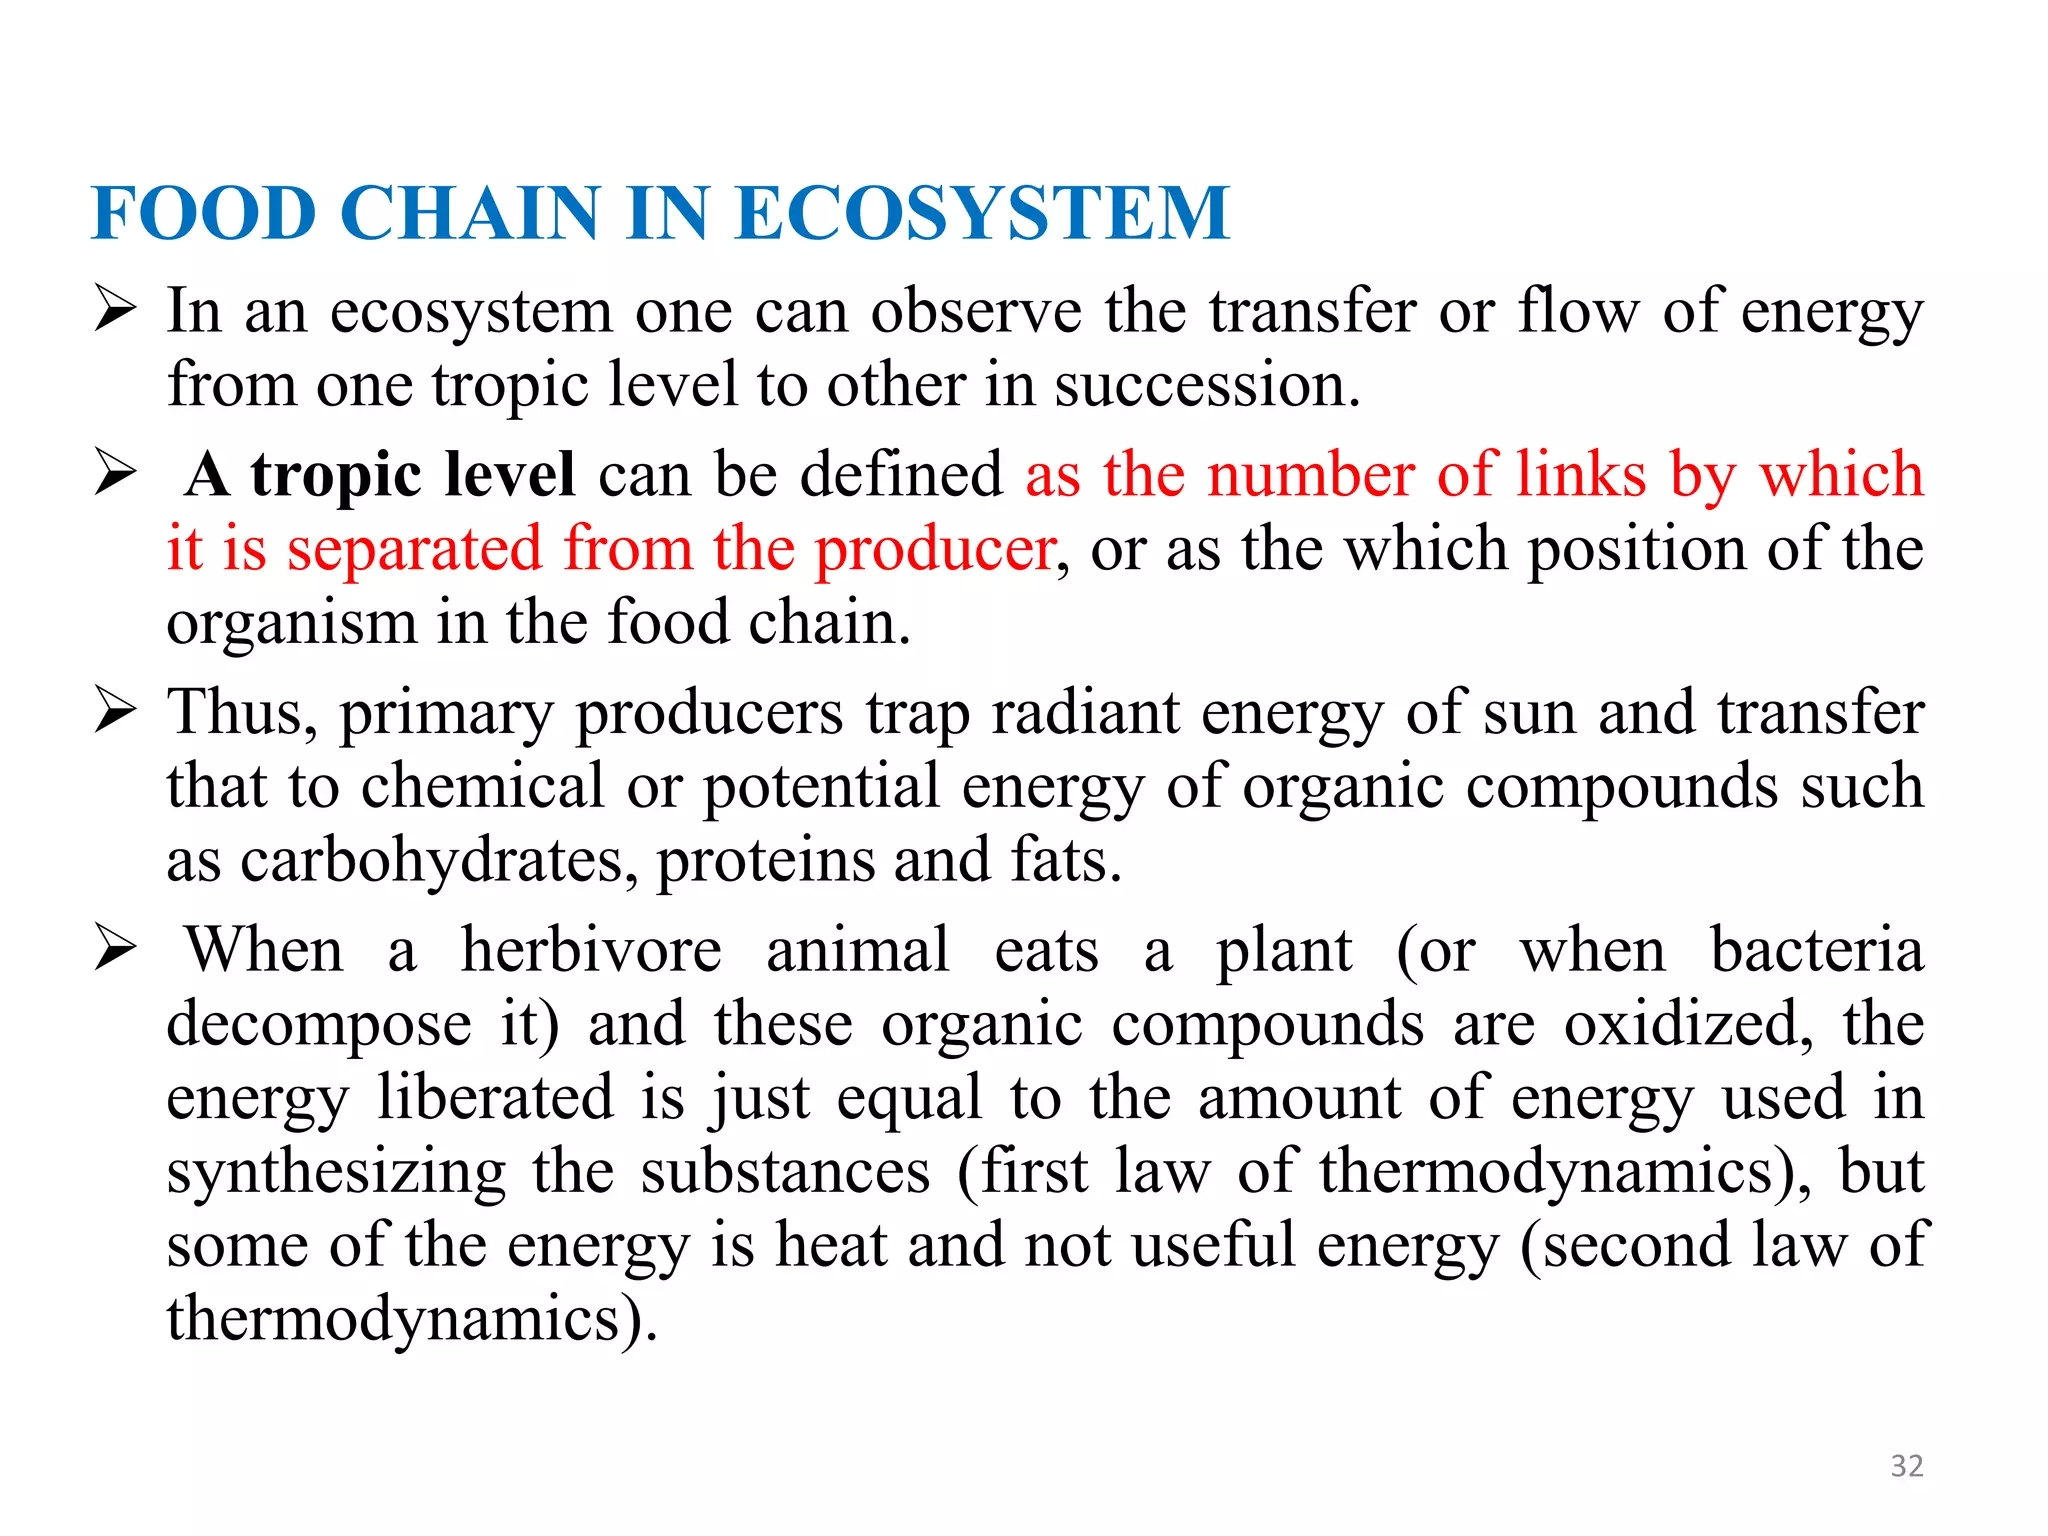 FOOD CHAIN IN ECOSYSTEM
➢ In an ecosystem one can observe the transfer or flow of energy
from one tropic level to other in succession.
➢ A tropic level can be defined as the number of links by which
it is separated from the producer, or as the which position of the
organism in the food chain.
➢ Thus, primary producers trap radiant energy of sun and transfer
that to chemical or potential energy of organic compounds such
as carbohydrates, proteins and fats.
➢ When a herbivore animal eats a plant (or when bacteria
decompose it) and these organic compounds are oxidized, the
energy liberated is just equal to the amount of energy used in
synthesizing the substances (first law of thermodynamics), but
some of the energy is heat and not useful energy (second law of
thermodynamics).
32